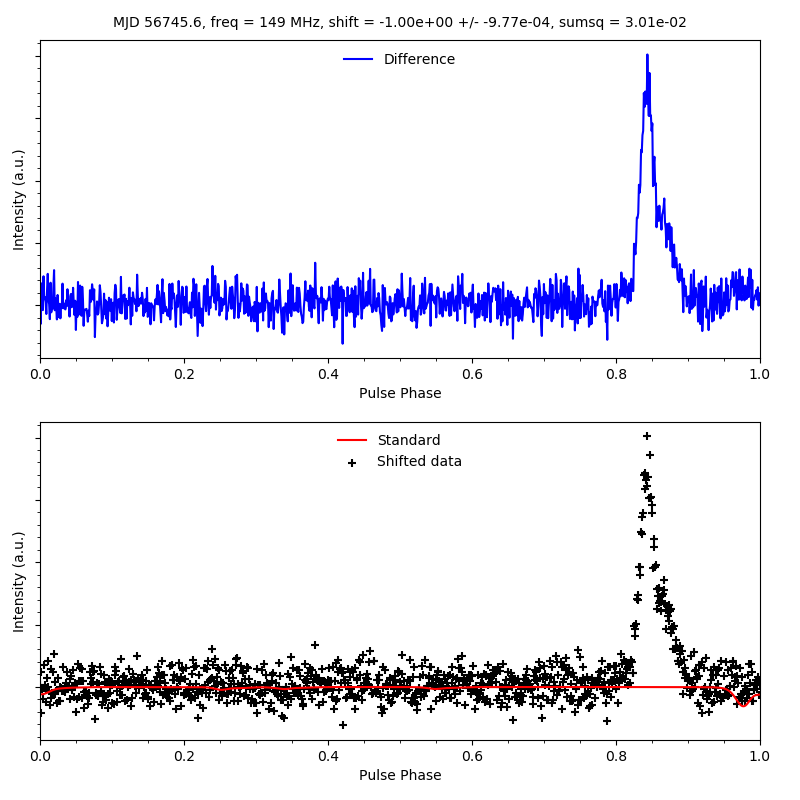 MJD 56745.6, freq = 149 MHz, shift = -1.00e+00 +/- -9.77e-04, sumsq = 3.01e-02
Difference
Intensity (a.u.)
0.0 0.2 0.4 0.6 0.8 1.0
Pulse Phase
Standard
Shifted data
Intensity (a.u.)
0.0 0.2 0.4 0.6 0.8 1.0
Pulse Phase